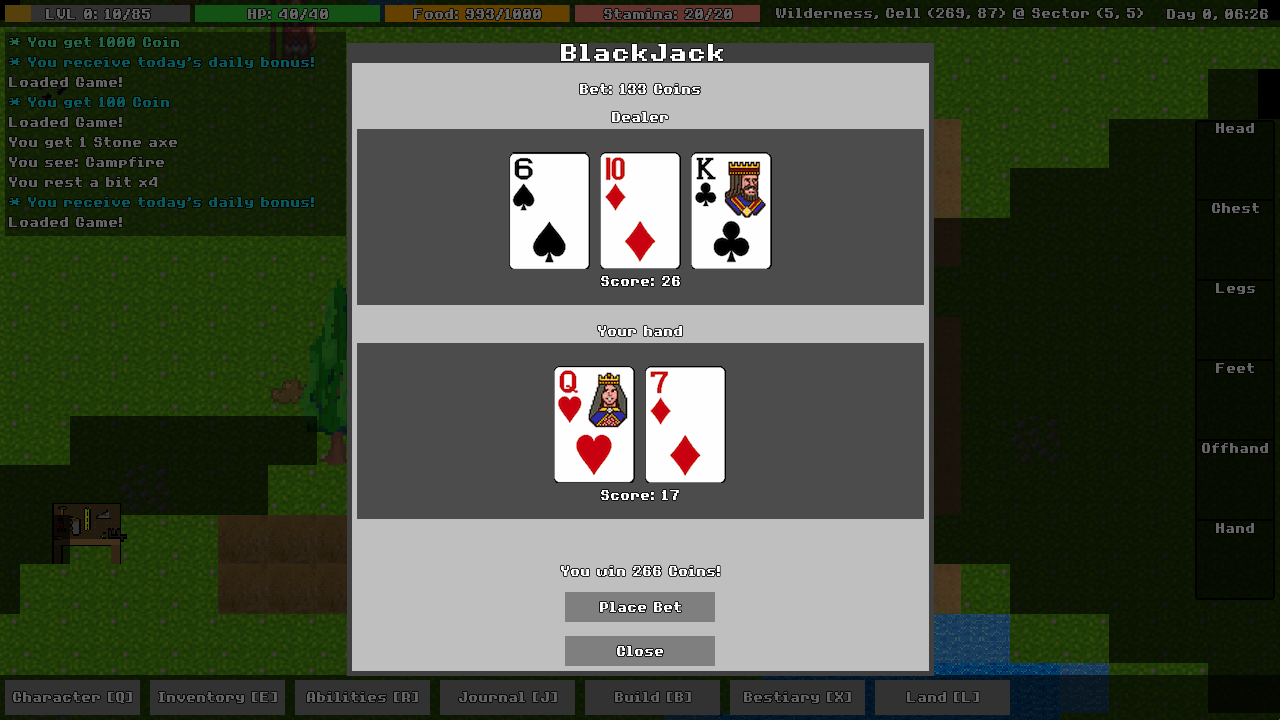 LVL 0: 10/85
HP: 40/40
Food: 993/1000
Stamina: 20/20
Wilderness, Cell (269, 87) @ Sector (5, 5)
Day 0, 06:26
* You get 1000 Coin
* You receive today's daily bonus!
Loaded Game!
* You get 100 Coin
Loaded Game!
You get 1 Stone axe
You see: Campfire
You rest a bit x4
* You receive today's daily bonus!
Loaded Game!
BlackJack
Bet: 133 Coins
Dealer
6
10
K
Score: 26
Your hand
Q
7
Score: 17
You win 266 Coins!
Place Bet
Close
Head
Chest
Legs
Feet
Offhand
Hand
Character [Q]
Inventory [E]
Abilities [R]
Journal [J]
Build [B]
Bestiary [X]
Land [L]